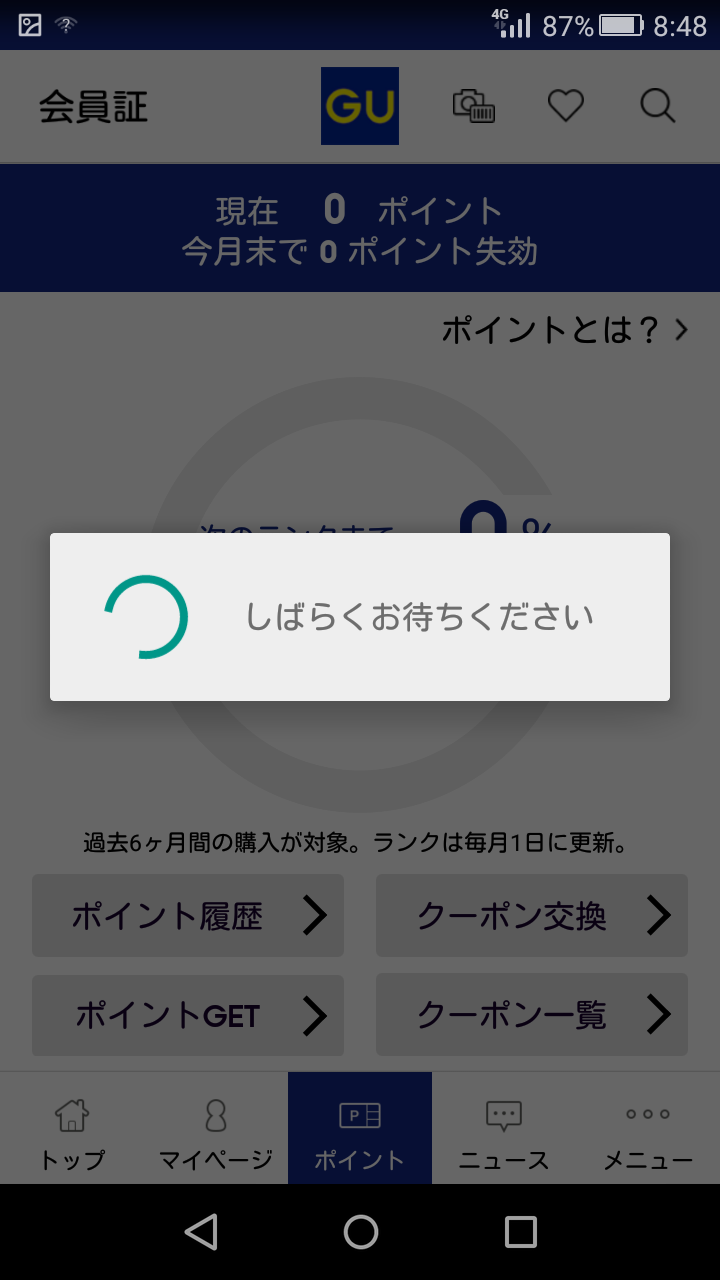 4G 87% 8:48
会員証 GU
現在 0 ポイント
今月末で 0 ポイント失効
ポイントとは？
次のランクまで 0 %
しばらくお待ちください
過去6ヶ月間の購入が対象。ランクは毎月1日に更新。
ポイント履歴 クーポン交換
ポイントGET クーポン一覧
P
トップ マイページ ポイント ニュース メニュー